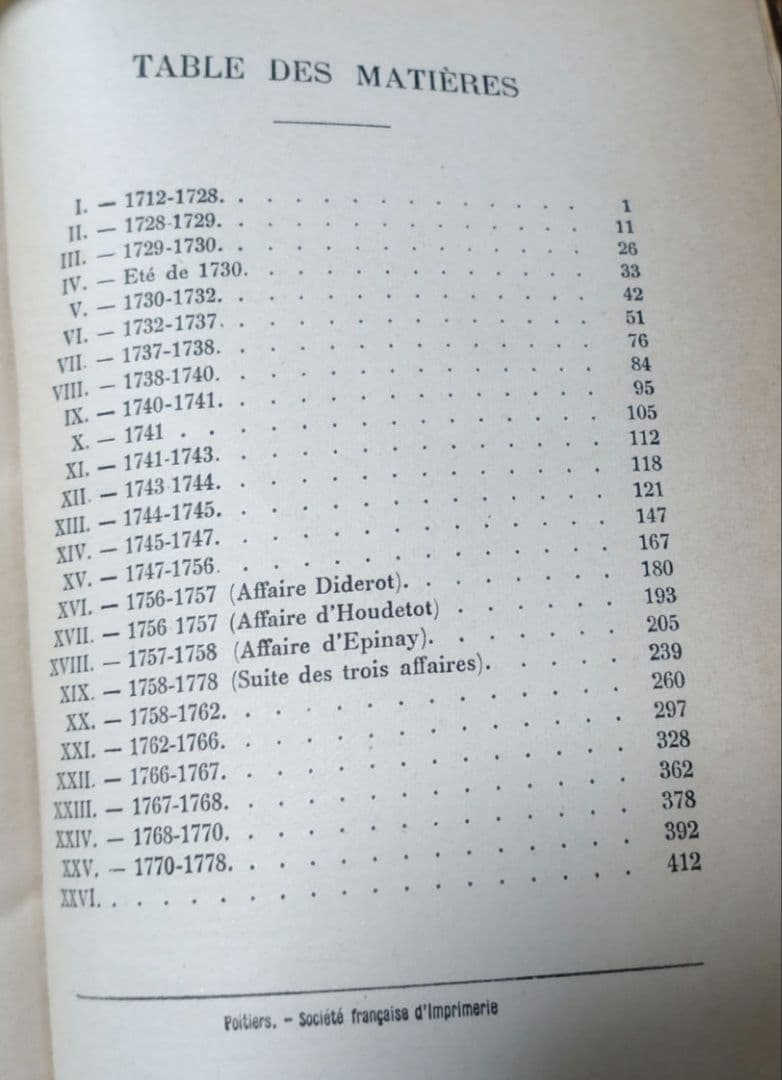 TABLE DES MATIÈRES
I. — 1712-1728. . . . . . . . . . . . . . 1
II. — 1728-1729. . . . . . . . . . . . . . 11
III. — 1729-1730. . . . . . . . . . . . . . 26
IV. — Eté de 1730. . . . . . . . . . . . . 33
V. — 1730-1732. . . . . . . . . . . . . . 42
VI. — 1732-1737. . . . . . . . . . . . . . 51
VII. — 1737-1738. . . . . . . . . . . . . . 76
VIII. — 1738-1740. . . . . . . . . . . . . . 84
IX. — 1740-1741. . . . . . . . . . . . . . 95
X. — 1741 . . . . . . . . . . . . . . . 105
XI. — 1741-1743. . . . . . . . . . . . . . 112
XII. — 1743 1744. . . . . . . . . . . . . . 118
XIII. — 1744-1745. . . . . . . . . . . . . . 121
XIV. — 1745-1747. . . . . . . . . . . . . . 147
XV. — 1747-1756. . . . . . . . . . . . . . 167
XVI. — 1756-1757 (Affaire Diderot). . . . . . . 180
XVII. — 1756 1757 (Affaire d'Houdetot) . . . . . 193
XVIII. — 1757-1758 (Affaire d'Epinay). . . . . . 205
XIX. — 1758-1778 (Suite des trois affaires). . . . . 239
XX. — 1758-1762. . . . . . . . . . . . . . 260
XXI. — 1762-1766. . . . . . . . . . . . . . 297
XXII. — 1766-1767. . . . . . . . . . . . . . 328
XXIII. — 1767-1768. . . . . . . . . . . . . . 362
XXIV. — 1768-1770. . . . . . . . . . . . . . 378
XXV. — 1770-1778. . . . . . . . . . . . . . 392
XXVI. . . . . . . . . . . . . . . . . . . 412
Poitiers. – Société française d'Imprimerie